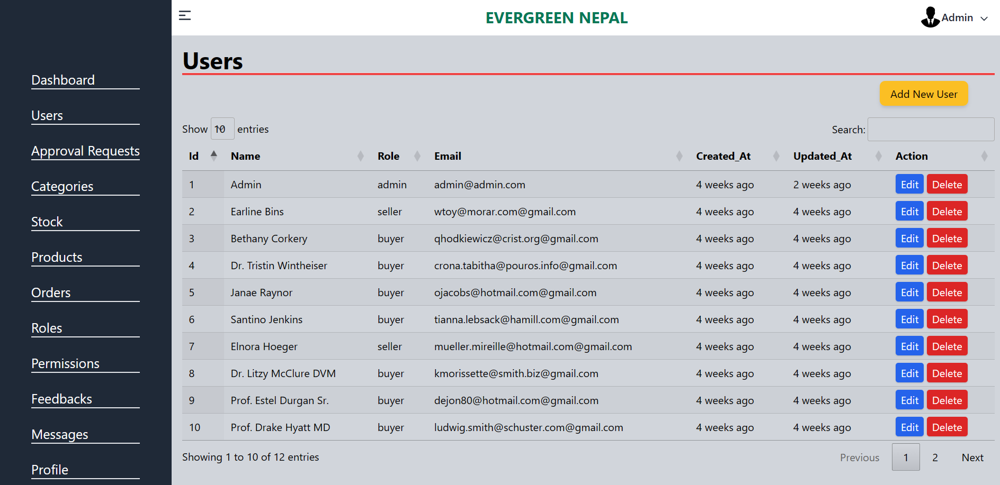 EVERGREEN NEPAL
Admin
Dashboard
Users
Approval Requests
Categories
Stock
Products
Orders
Roles
Permissions
Feedbacks
Messages
Profile
Users
Add New User
Show 10 entries
Search:
Id Name Role Email Created_At Updated_At Action
1 Admin admin admin@admin.com 4 weeks ago 2 weeks ago Edit Delete
2 Earline Bins seller wtoy@morar.com@gmail.com 4 weeks ago 4 weeks ago Edit Delete
3 Bethany Corkery buyer qhodkiewicz@crist.org@gmail.com 4 weeks ago 4 weeks ago Edit Delete
4 Dr. Tristin Wintheiser buyer crona.tabitha@pouros.info@gmail.com 4 weeks ago 4 weeks ago Edit Delete
5 Janae Raynor buyer ojacobs@hotmail.com@gmail.com 4 weeks ago 4 weeks ago Edit Delete
6 Santino Jenkins buyer tianna.lebsack@hamill.com@gmail.com 4 weeks ago 4 weeks ago Edit Delete
7 Elnora Hoeger seller mueller.mireille@hotmail.com@gmail.com 4 weeks ago 4 weeks ago Edit Delete
8 Dr. Litzy McClure DVM buyer kmorissette@smith.biz@gmail.com 4 weeks ago 4 weeks ago Edit Delete
9 Prof. Estel Durgan Sr. buyer dejon80@hotmail.com@gmail.com 4 weeks ago 4 weeks ago Edit Delete
10 Prof. Drake Hyatt MD buyer ludwig.smith@schuster.com@gmail.com 4 weeks ago 4 weeks ago Edit Delete
Showing 1 to 10 of 12 entries
Previous 1 2 Next